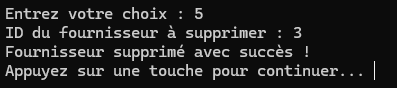 Entrez votre choix : 5
ID du fournisseur à supprimer : 3
Fournisseur supprimé avec succès !
Appuyez sur une touche pour continuer...